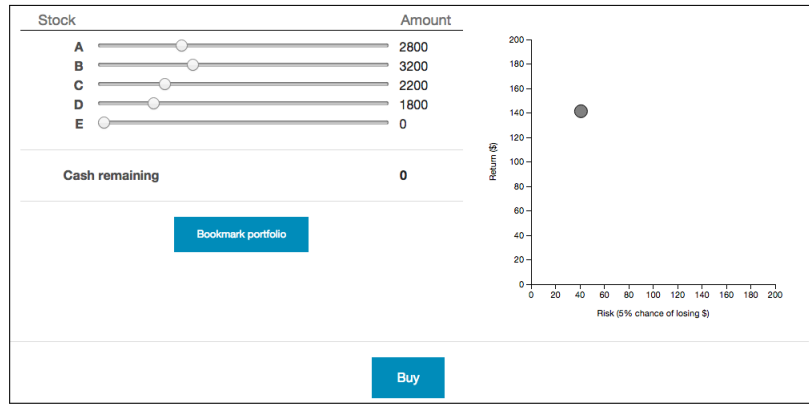 Stock Amount
A 2800
B 3200
C 2200
D 1800
E 0
Cash remaining 0
Bookmark portfolio
200
180
160
140
120
100
80
60
40
20
0
Return ($)
0 20 40 60 80 100 120 140 160 180 200
Risk (5% chance of losing $)
Buy